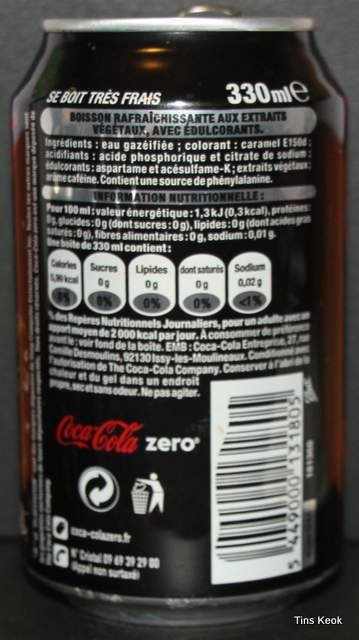 SE BOIT TRÈS FRAIS 330ml℮
BOISSON RAFRAÎCHISSANTE AUX EXTRAITS
VÉGÉTAUX, AVEC ÉDULCORANTS.
Ingrédients : eau gazéifiée ; colorant : caramel E150d ;
acidifiants : acide phosphorique et citrate de sodium ;
édulcorants : aspartame et acésulfame-K ; extraits végétaux ;
arôme caféine. Contient une source de phénylalanine.
INFORMATION NUTRITIONNELLE :
Pour 100 ml : valeur énergétique : 1,3 kJ (0,3 kcal), protéines :
0 g, glucides : 0 g (dont sucres : 0 g), lipides : 0 g (dont acides gras
saturés : 0 g), fibres alimentaires : 0 g, sodium : 0,01 g.
Une boîte de 330 ml contient :
Calories Sucres Lipides dont saturés Sodium
kcal 0 g 0 g 0 g 0,02 g
0% 0% 0% 0% <1%
% des Repères Nutritionnels Journaliers, pour un adulte avec un
apport moyen de 2000 kcal par jour. À consommer de préférence
avant le : voir fond de la boîte. EMB : Coca-Cola Entreprise, 27, rue
Camille Desmoulins, 92130 Issy-les-Moulineaux. Conditionné sous
l'autorisation de The Coca-Cola Company. Conserver à l'abri de la
chaleur et du gel dans un endroit
propre, sec et sans odeur. Ne pas agiter.
Coca-Cola zero
5 449000 131805
coca-colazero.fr
N° Cristal 09 69 39 29 00
(Appel non surtaxé)
Tins Keok